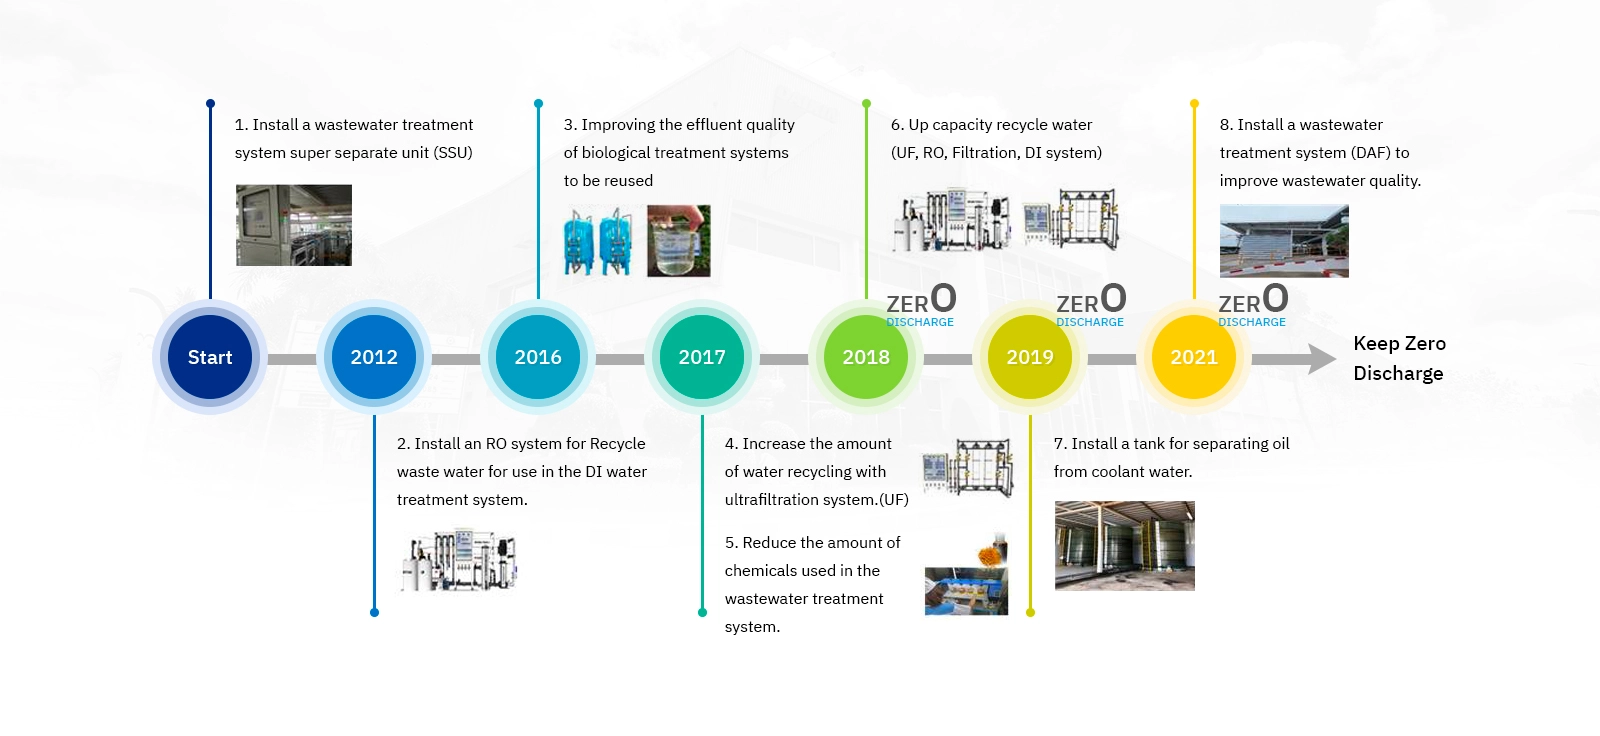 1. Install a wastewater treatment
system super separate unit (SSU)
3. Improving the effluent quality
of biological treatment systems
to be reused
6. Up capacity recycle water
(UF, RO, Filtration, DI system)
8. Install a wastewater
treatment system (DAF) to
improve wastewater quality.
ZERO
DISCHARGE
ZERO
DISCHARGE
ZERO
DISCHARGE
Start
2012
2016
2017
2018
2019
2021
Keep Zero
Discharge
2. Install an RO system for Recycle
waste water for use in the DI water
treatment system.
4. Increase the amount
of water recycling with
ultrafiltration system.(UF)
5. Reduce the amount of
chemicals used in the
wastewater treatment
system.
7. Install a tank for separating oil
from coolant water.